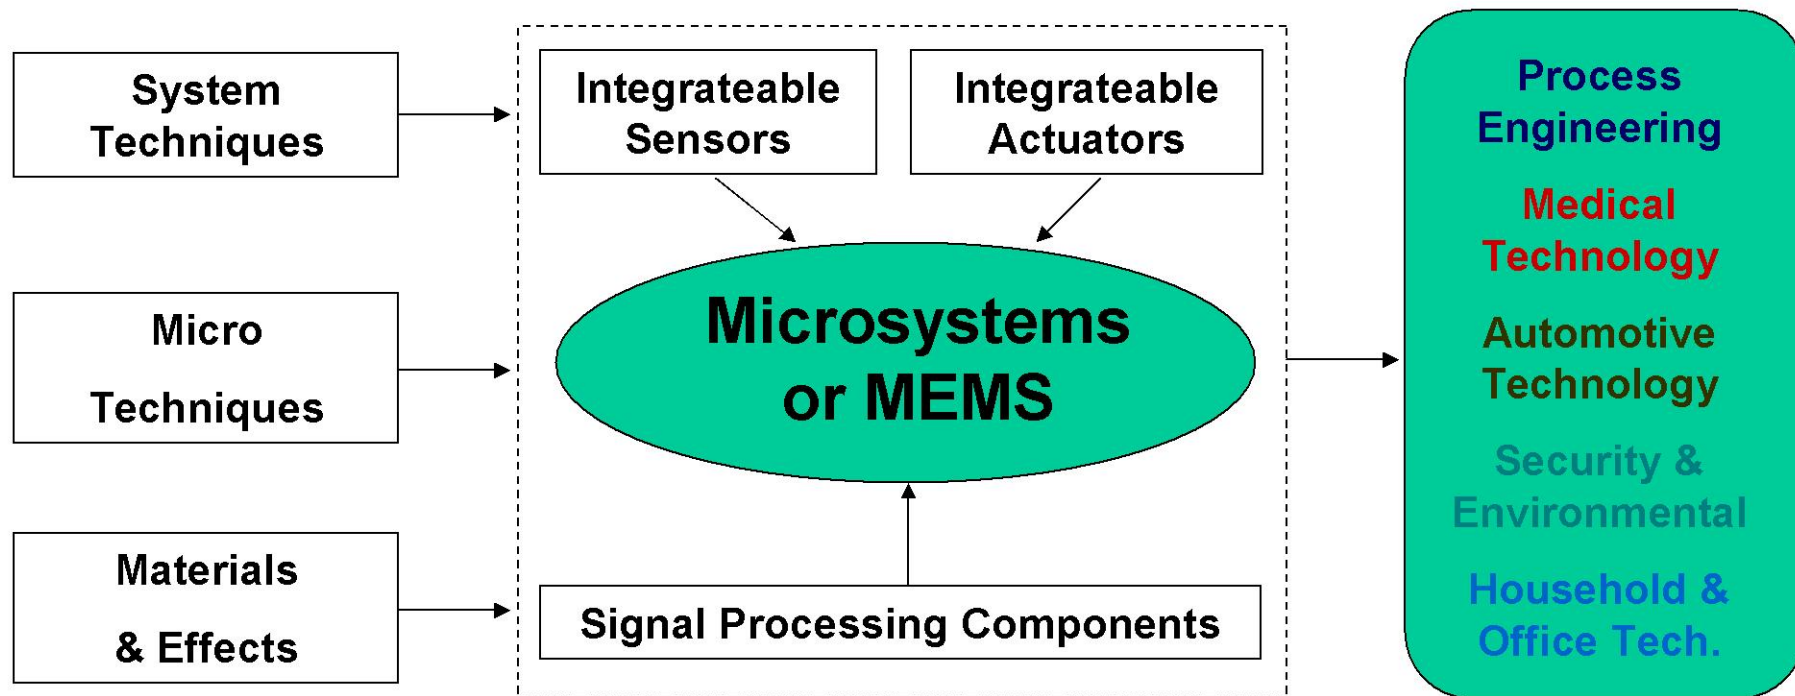 System
Techniques
Micro
Techniques
Materials
& Effects
Integrateable
Sensors
Integrateable
Actuators
Microsystems
or MEMS
Signal Processing Components
Process
Engineering
Medical
Technology
Automotive
Technology
Security &
Environmental
Household &
Office Tech.